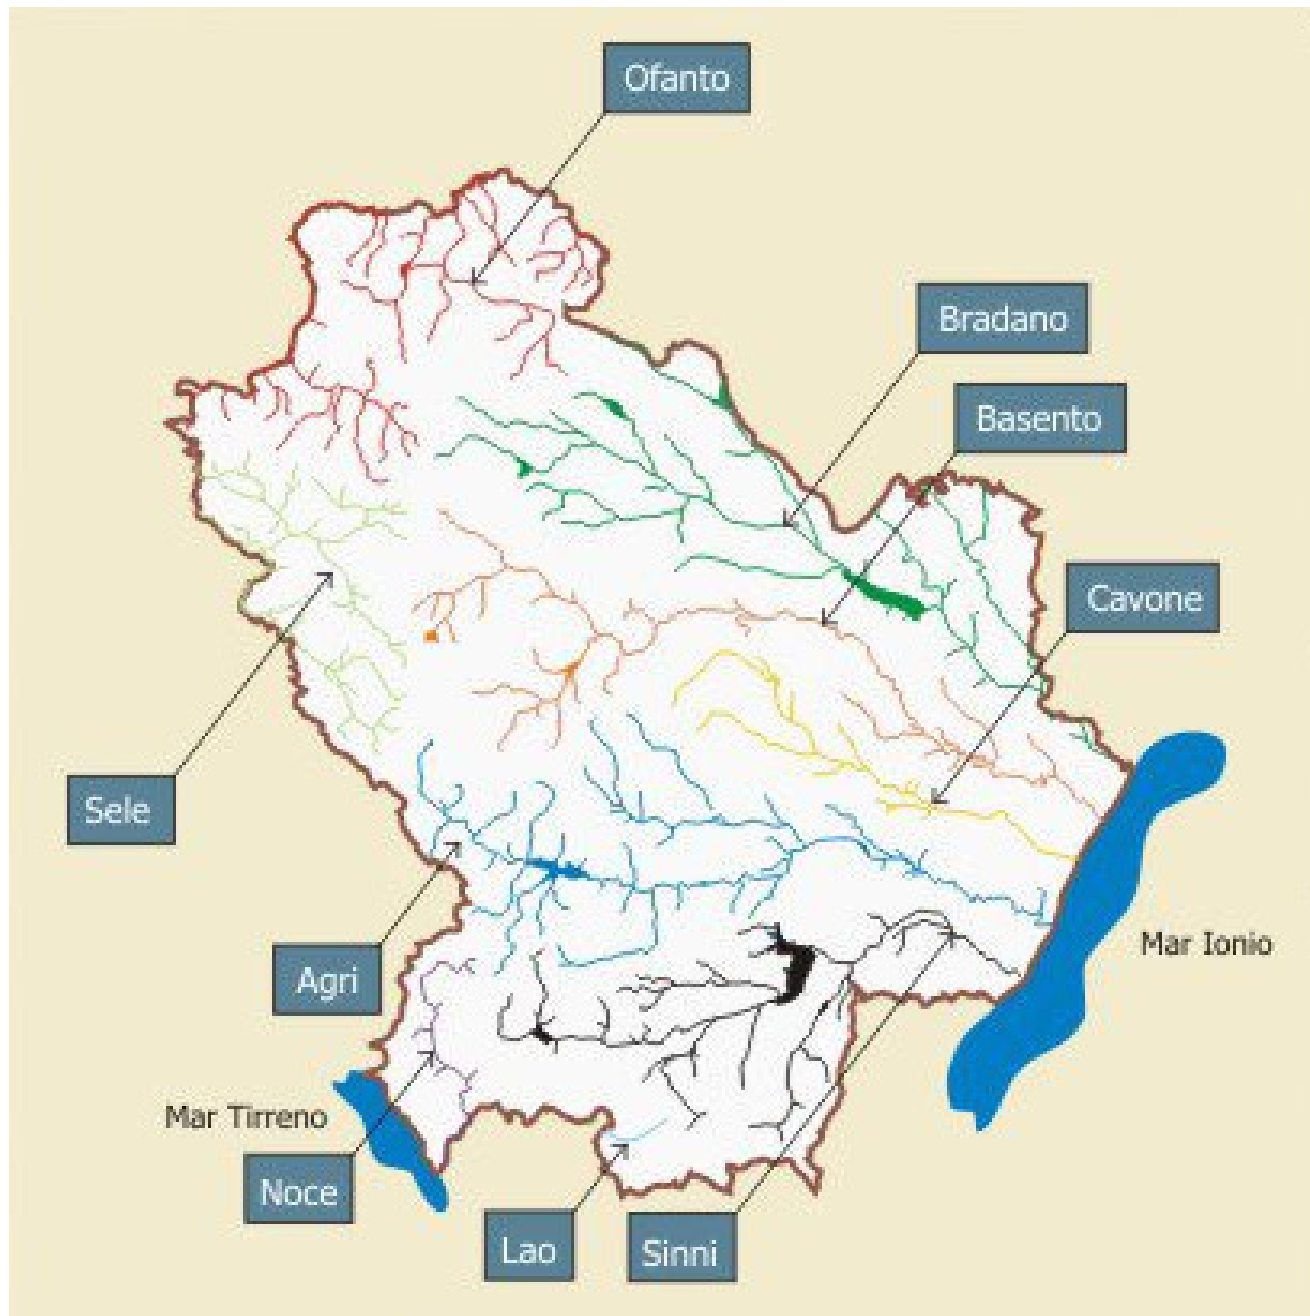 Ofanto
Bradano
Basento
Cavone
Sele
Mar Ionio
Agri
Mar Tirreno
Noce
Lao
Sinni